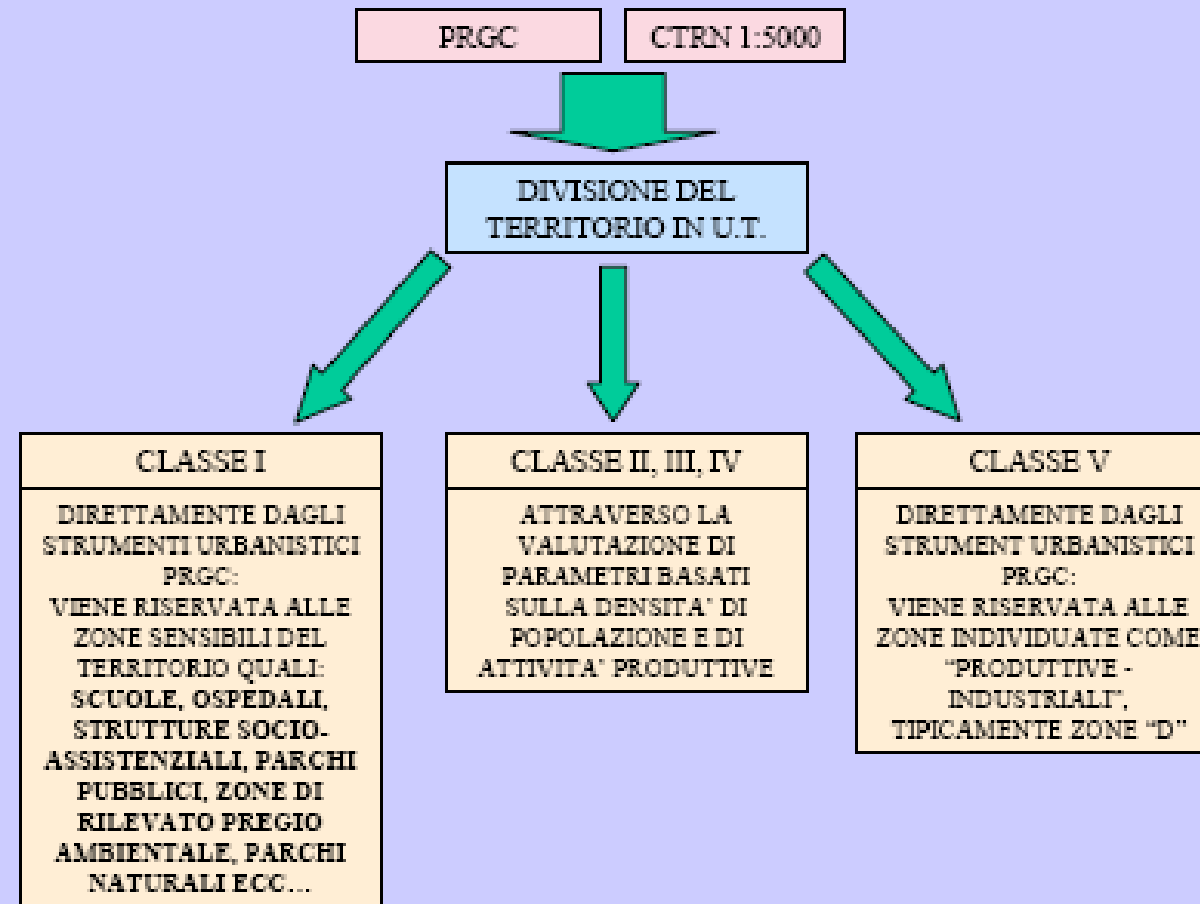 PRGC
CTRN 1:5000
DIVISIONE DEL
TERRITORIO IN U.T.
CLASSE I
DIRETTAMENTE DAGLI
STRUMENTI URBANISTICI
PRGC:
VIENE RISERVATA ALLE
ZONE SENSIBILI DEL
TERRITORIO QUALI:
SCUOLE, OSPEDALI,
STRUTTURE SOCIO-
ASSISTENZIALI, PARCHI
PUBBLICI, ZONE DI
RILEVATO PREGIO
AMBIENTALE, PARCHI
NATURALI ECC...
CLASSE II, III, IV
ATTRAVERSO LA
VALUTAZIONE DI
PARAMETRI BASATI
SULLA DENSITA' DI
POPOLAZIONE E DI
ATTIVITA' PRODUTTIVE
CLASSE V
DIRETTAMENTE DAGLI
STRUMENT URBANISTICI
PRGC:
VIENE RISERVATA ALLE
ZONE INDIVIDUATE COME
“PRODUTTIVE -
INDUSTRIALI”,
TIPICAMENTE ZONE “D”